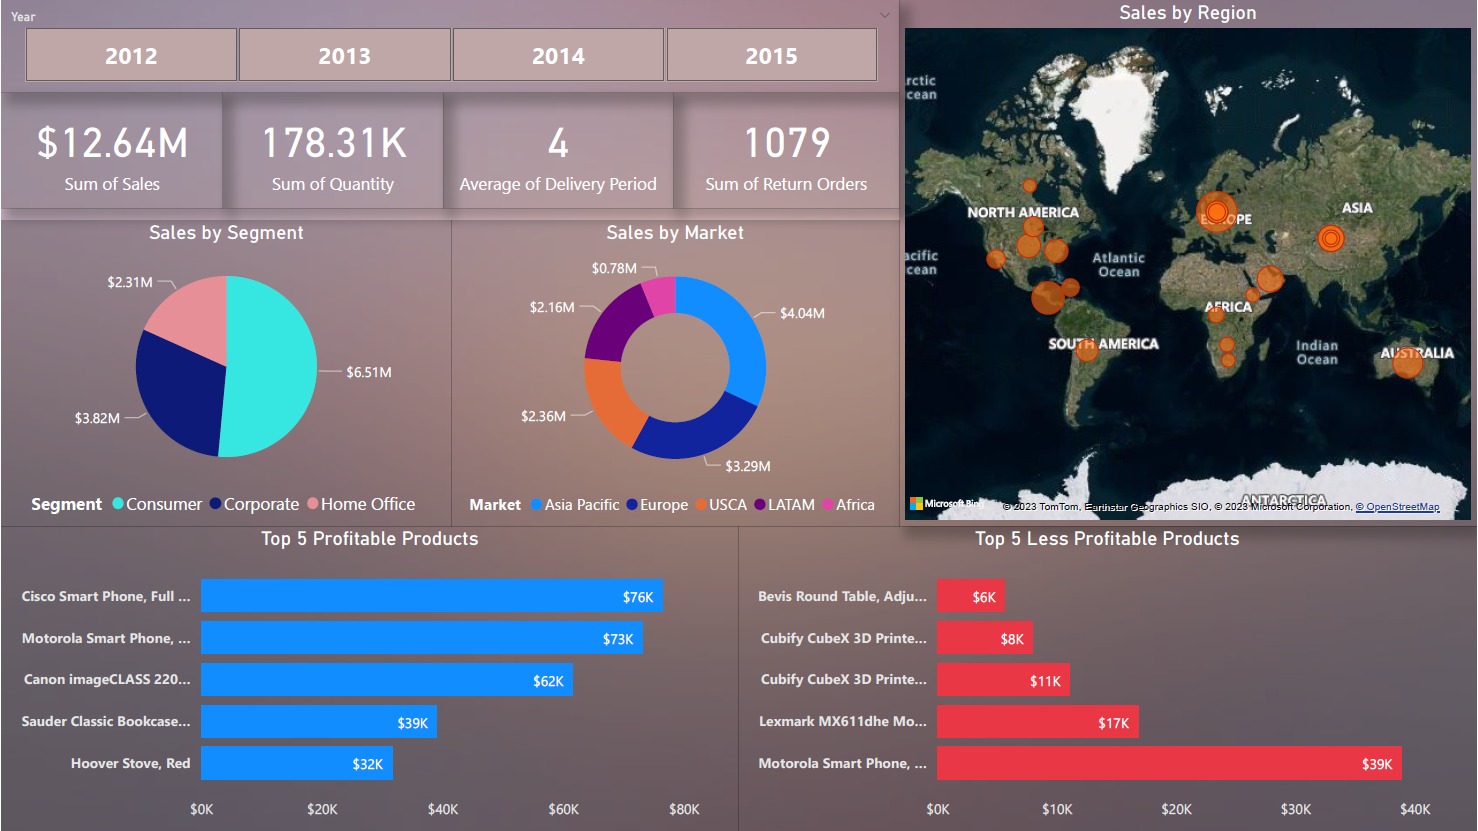 Year
2012
2013
2014
2015
$12.64M
Sum of Sales
178.31K
Sum of Quantity
4
Average of Delivery Period
1079
Sum of Return Orders
Sales by Segment
$2.31M
$6.51M
$3.82M
Segment Consumer Corporate Home Office
Sales by Market
$0.78M
$2.16M
$4.04M
$2.36M
$3.29M
Market Asia Pacific Europe USCA LATAM Africa
Sales by Region
rctic
cean
NORTH AMERICA
ASIA
acific
cean
Atlantic
Ocean
AFRICA
SOUTH AMERICA
Indian
Ocean
AUSTRALIA
ANTARCTICA
Microsoft Bing
© 2023 TomTom, Earthstar Geographics SIO, © 2023 Microsoft Corporation, © OpenStreetMap
Top 5 Profitable Products
Cisco Smart Phone, Full ...
$76K
Motorola Smart Phone, ...
$73K
Canon imageCLASS 220...
$62K
Sauder Classic Bookcase...
$39K
Hoover Stove, Red
$32K
$0K $20K $40K $60K $80K
Top 5 Less Profitable Products
Bevis Round Table, Adju...
$6K
Cubify CubeX 3D Printe...
$8K
Cubify CubeX 3D Printe...
$11K
Lexmark MX611dhe Mo...
$17K
Motorola Smart Phone, ...
$39K
$0K $10K $20K $30K $40K